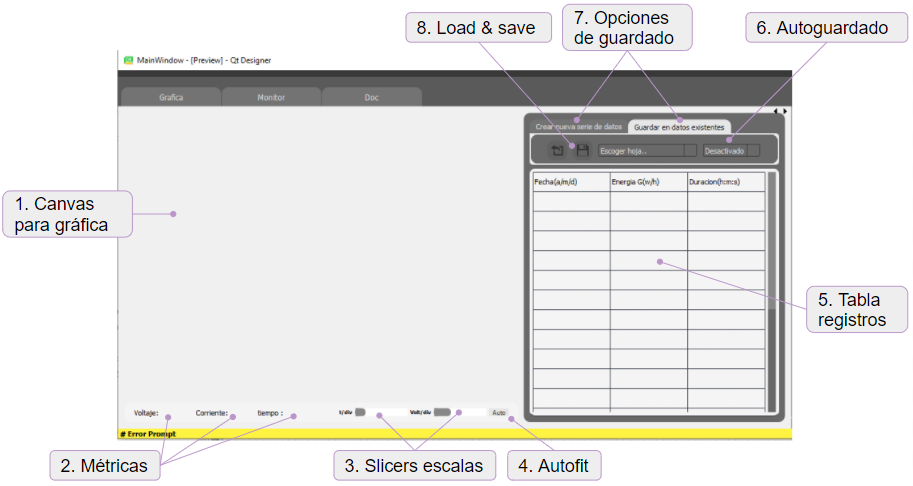 8. Load & save
7. Opciones
de guardado
6. Autoguardado
MainWindow - [Preview] - Qt Designer
Grafica
Monitor
Doc
Crear nueva serie de datos
Guardar en datos existentes
Escoger hoja..
Desactivado
Fecha(a/m/d)
Energia G(w/h)
Duracion(h:m:s)
1. Canvas
para gráfica
5. Tabla
registros
Voltaje:
Corriente:
tiempo :
t/div
Volt/div
Auto
# Error Prompt
2. Métricas
3. Slicers escalas
4. Autofit